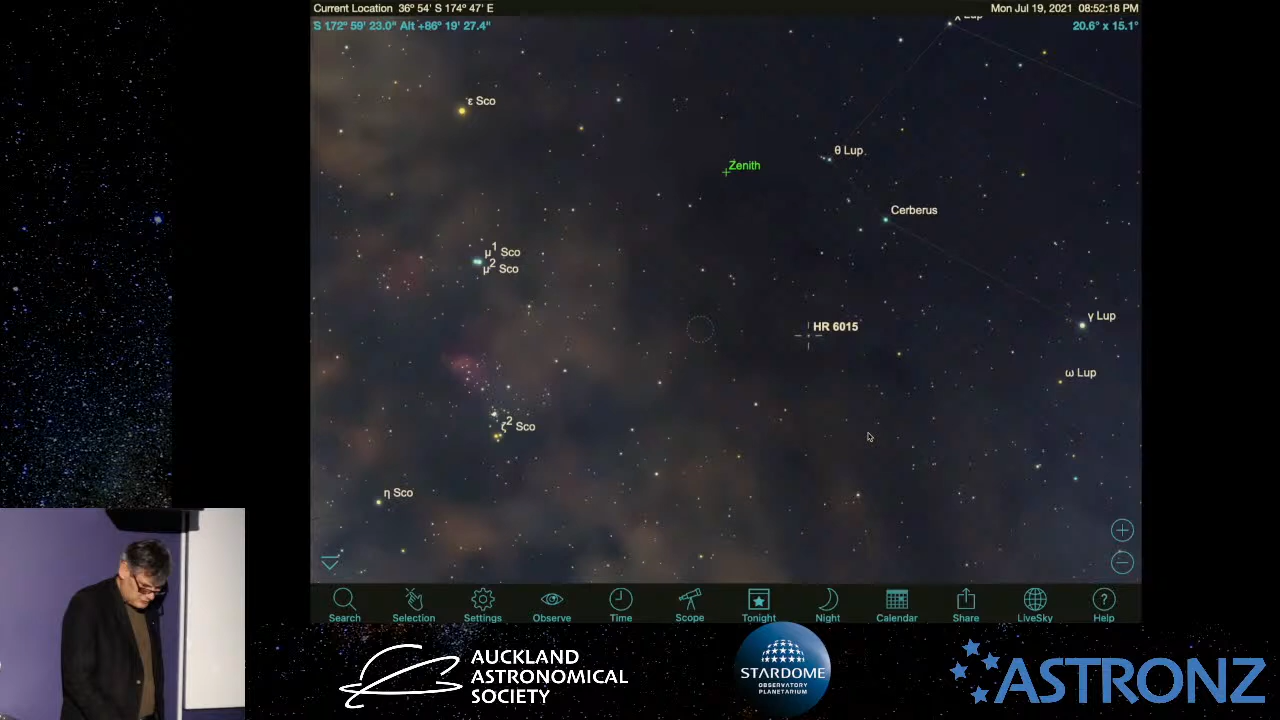 Current Location 36° 54' S 174° 47' E
Mon Jul 19, 2021 08:52:18 PM
S 172° 59' 23.0" Alt +86° 19' 27.4"
20.6° x 15.1°
χ Lup
ε Sco
θ Lup
Zenith
Cerberus
μ1 Sco
μ2 Sco
γ Lup
HR 6015
ω Lup
ζ2 Sco
η Sco
Search
Selection
Settings
Observe
Time
Scope
Tonight
Night
Calendar
Share
LiveSky
Help
AUCKLAND
ASTRONOMICAL
SOCIETY
STARDOME
OBSERVATORY
PLANETARIUM
ASTRONZ